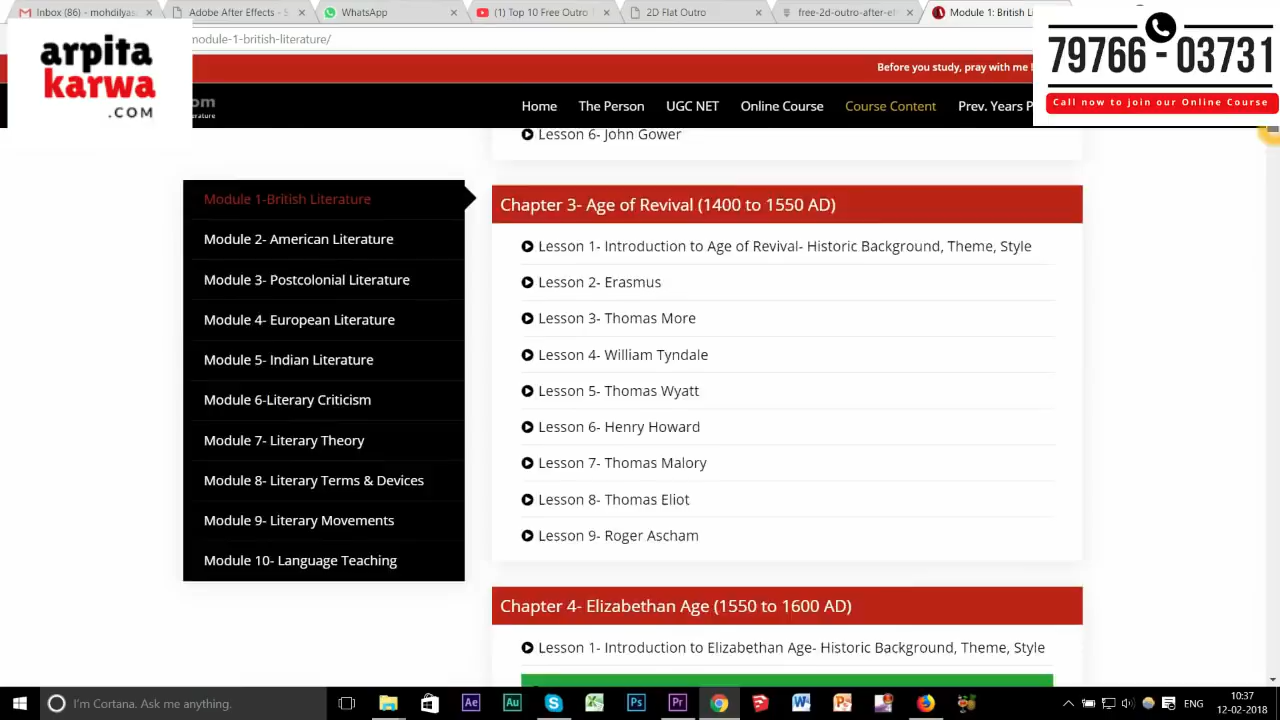 Inbox (86) - mohdilyas
Adobe After Effects - S
WhatsApp
(1) Top 10 Free Outro
2D Flat Outro
free-2d-outro-after-ef
Module 1: British Li
module-1-british-literature/
arpita
karwa
.COM
Before you study, pray with me
79766 - 03731
Call now to join our Online Course
om
erature
Home
The Person
UGC NET
Online Course
Course Content
Prev. Years P
Lesson 6- John Gower
Module 1-British Literature
Module 2- American Literature
Module 3- Postcolonial Literature
Module 4- European Literature
Module 5- Indian Literature
Module 6-Literary Criticism
Module 7- Literary Theory
Module 8- Literary Terms & Devices
Module 9- Literary Movements
Module 10- Language Teaching
Chapter 3- Age of Revival (1400 to 1550 AD)
Lesson 1- Introduction to Age of Revival- Historic Background, Theme, Style
Lesson 2- Erasmus
Lesson 3- Thomas More
Lesson 4- William Tyndale
Lesson 5- Thomas Wyatt
Lesson 6- Henry Howard
Lesson 7- Thomas Malory
Lesson 8- Thomas Eliot
Lesson 9- Roger Ascham
Chapter 4- Elizabethan Age (1550 to 1600 AD)
Lesson 1- Introduction to Elizabethan Age- Historic Background, Theme, Style
I'm Cortana. Ask me anything.
Ae
Au
Ps
Pr
ENG
10:37
12-02-2018